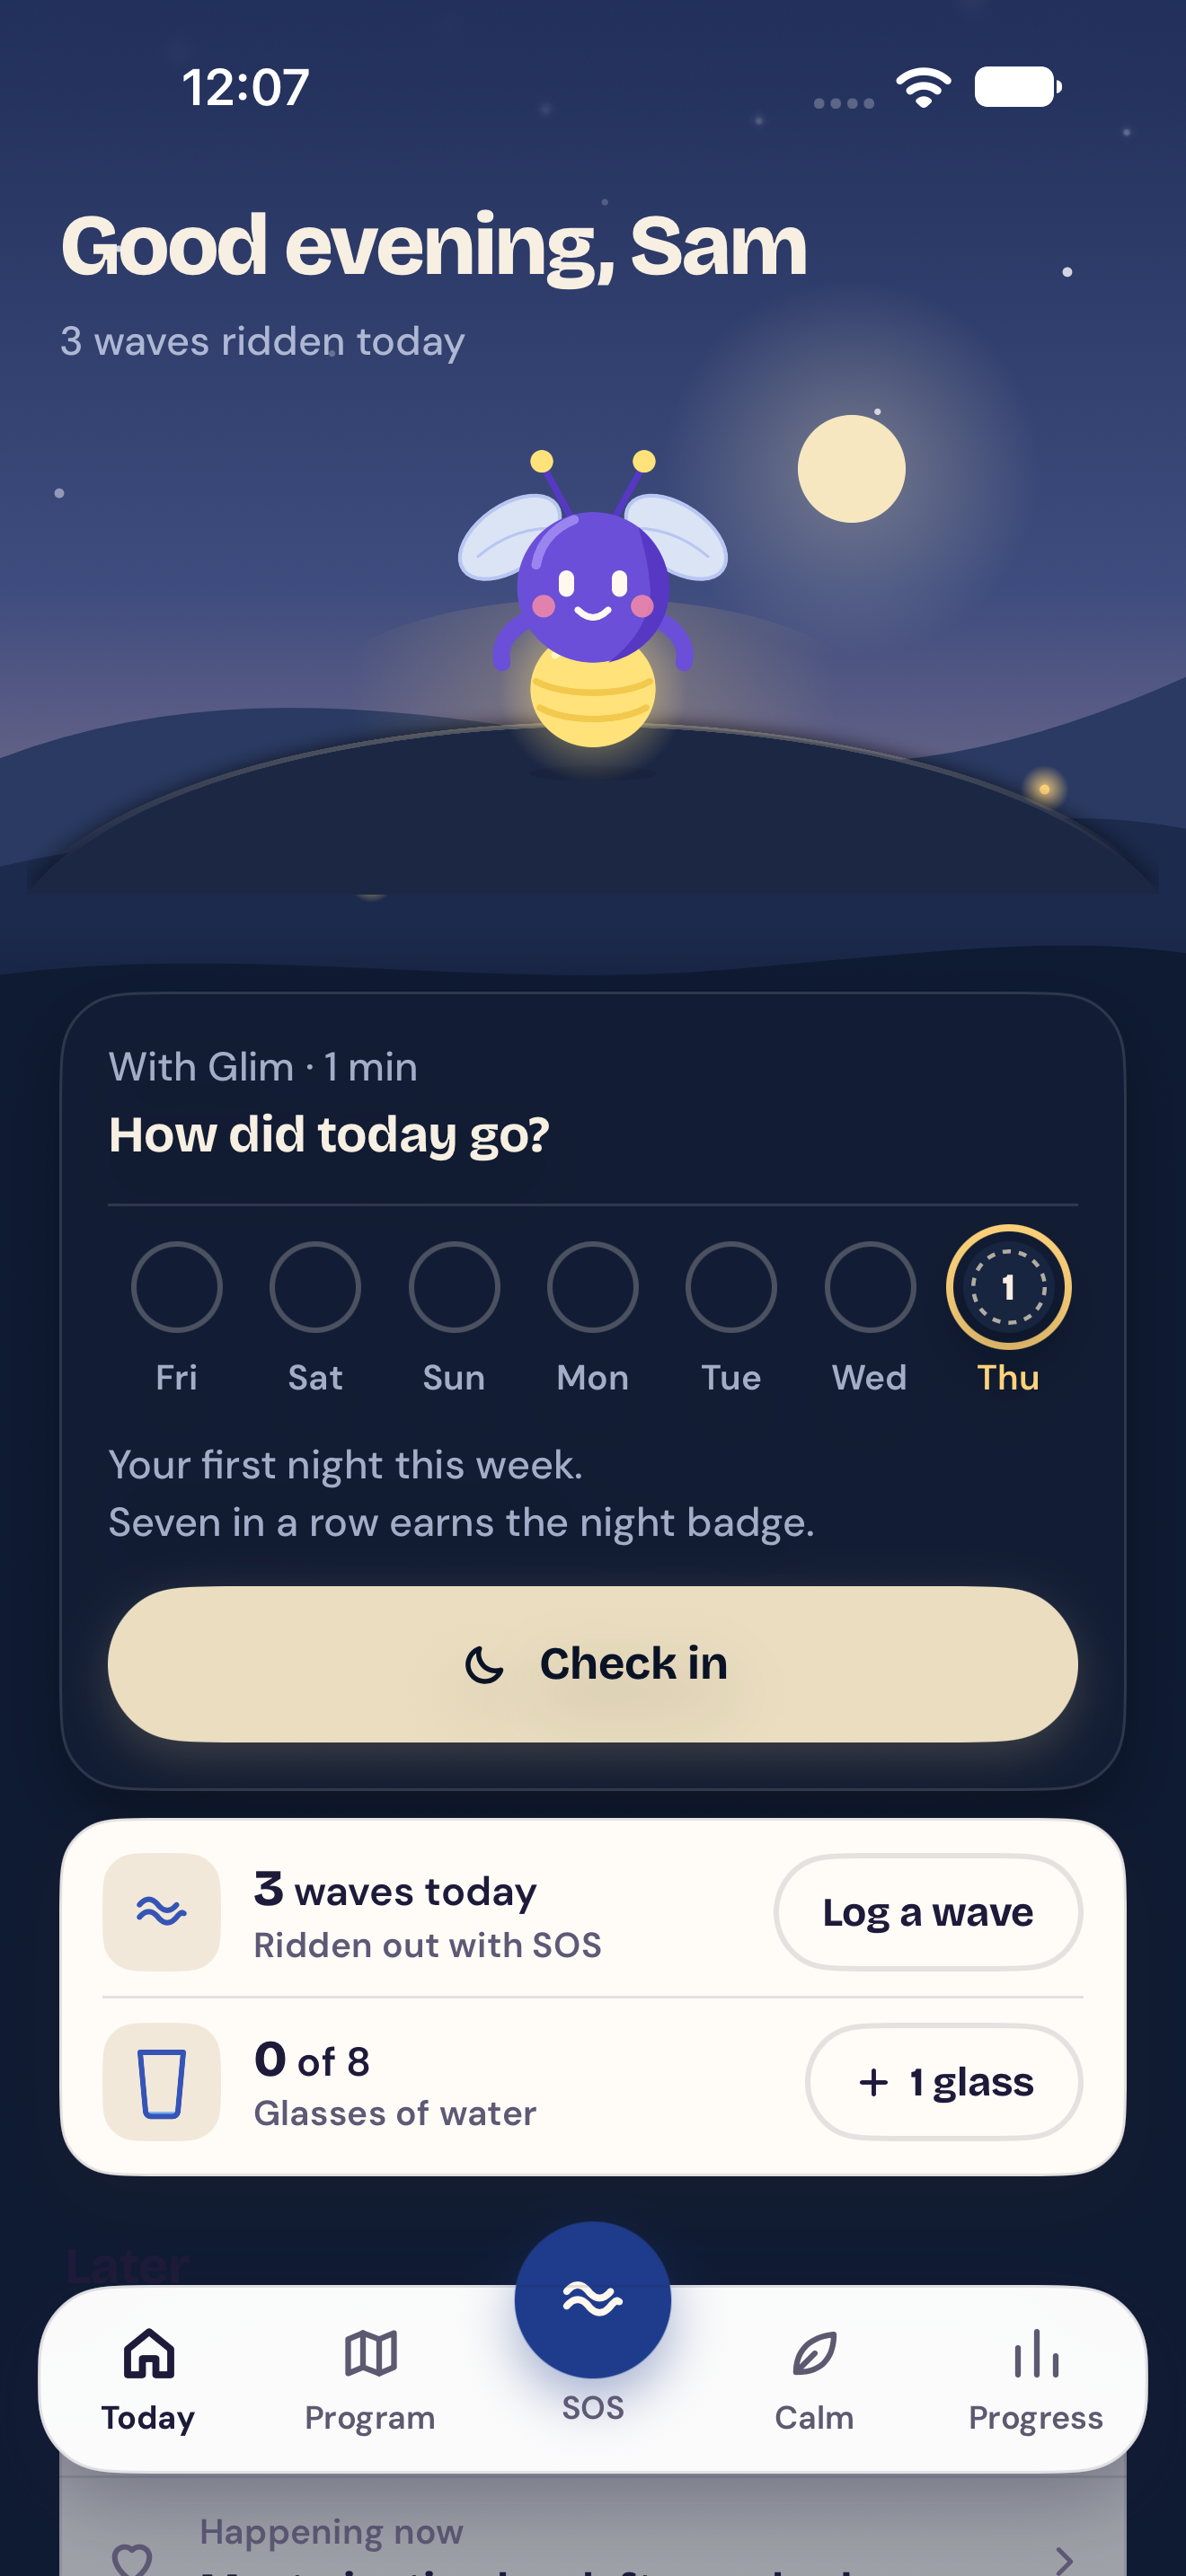 12:07
Good evening, Sam
3 waves ridden today
With Glim · 1 min
How did today go?
1
Fri Sat Sun Mon Tue Wed Thu
Your first night this week.
Seven in a row earns the night badge.
Check in
3 waves today
Ridden out with SOS
Log a wave
0 of 8
Glasses of water
+ 1 glass
Later
Today Program SOS Calm Progress
Happening now